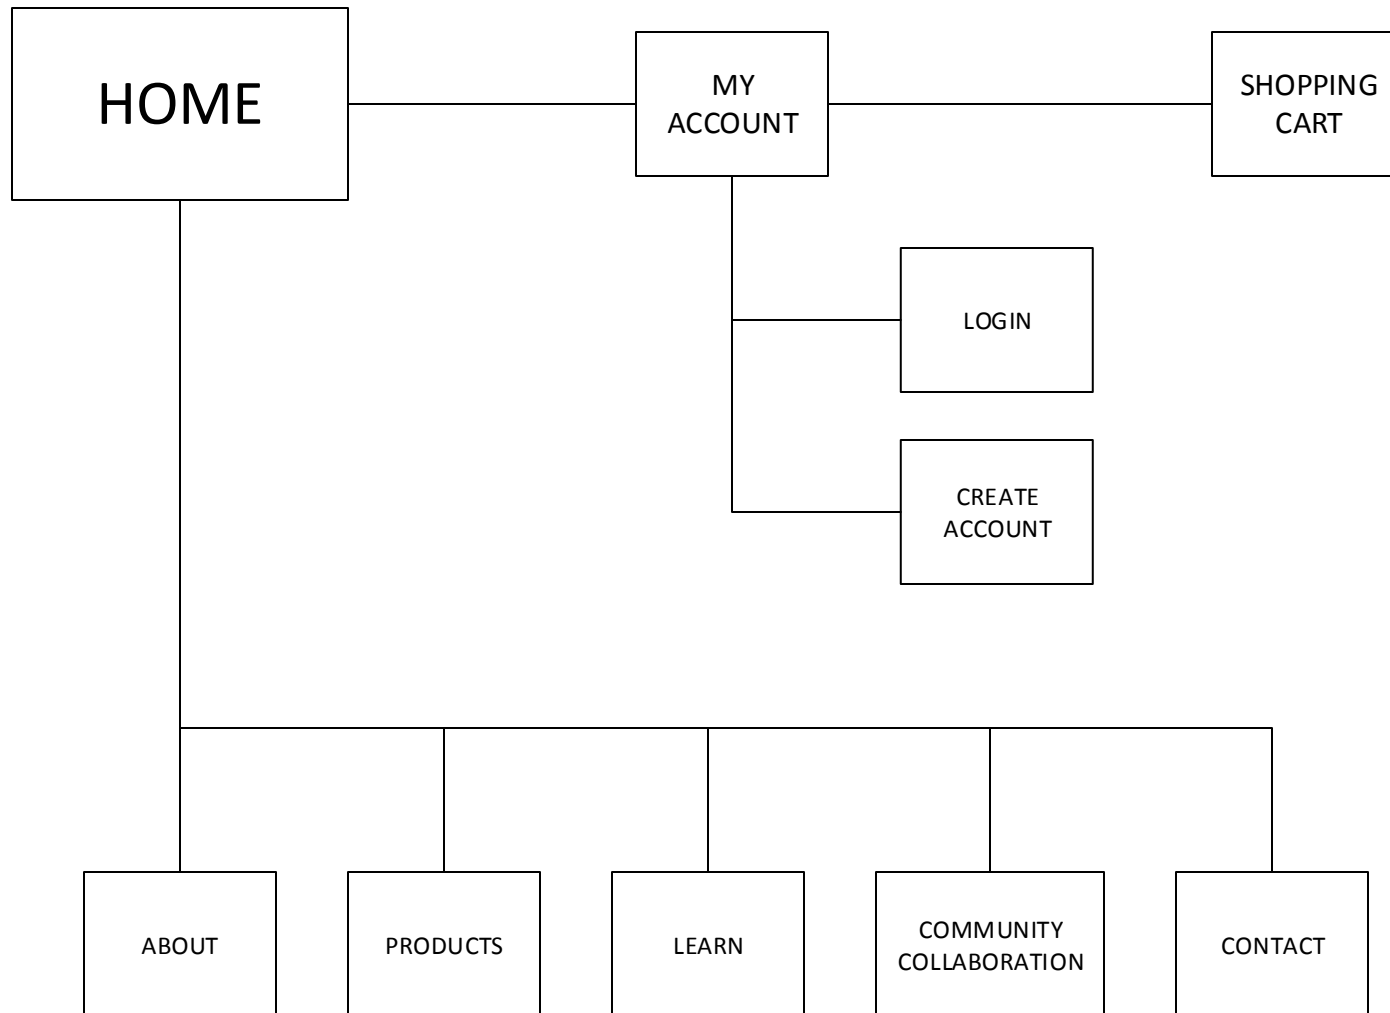 HOME
MY
ACCOUNT
SHOPPING
CART
LOGIN
CREATE
ACCOUNT
ABOUT
PRODUCTS
LEARN
COMMUNITY
COLLABORATION
CONTACT